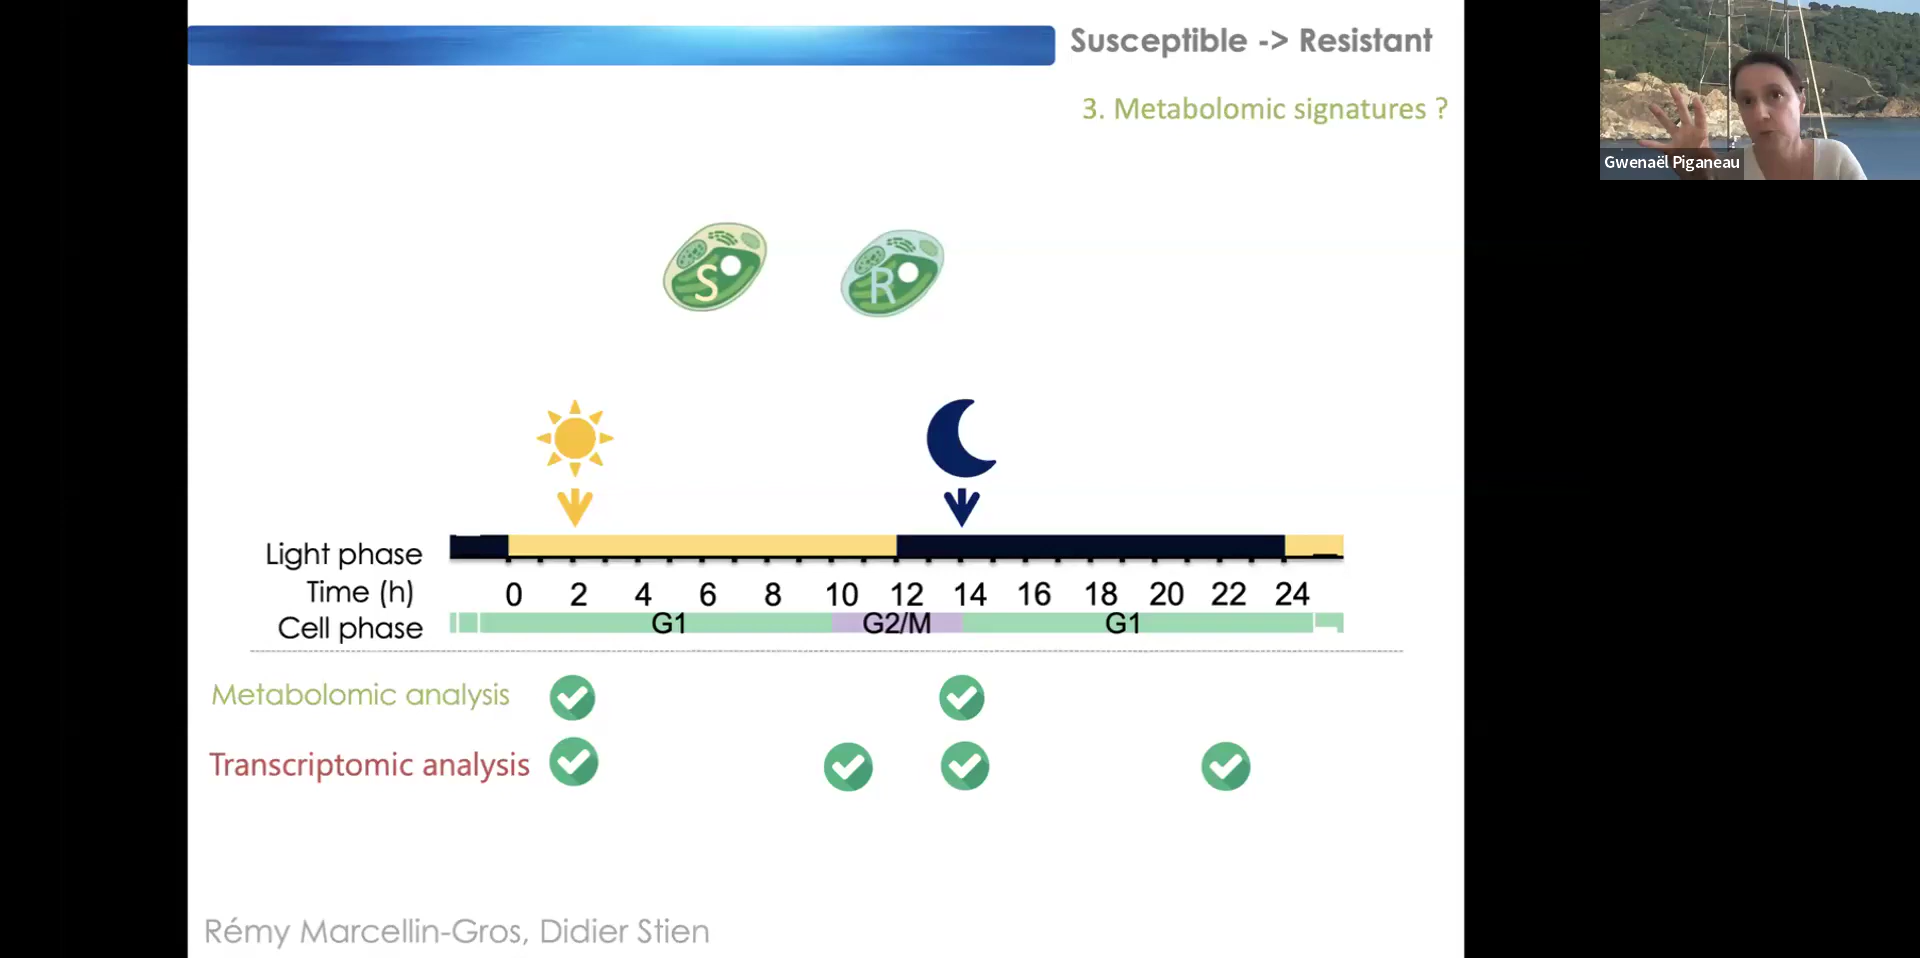 Susceptible -> Resistant
3. Metabolomic signatures ?
Gwenaël Piganeau
S R
Light phase
Time (h) 0 2 4 6 8 10 12 14 16 18 20 22 24
Cell phase G1 G2/M G1
Metabolomic analysis
Transcriptomic analysis
Rémy Marcellin-Gros, Didier Stien